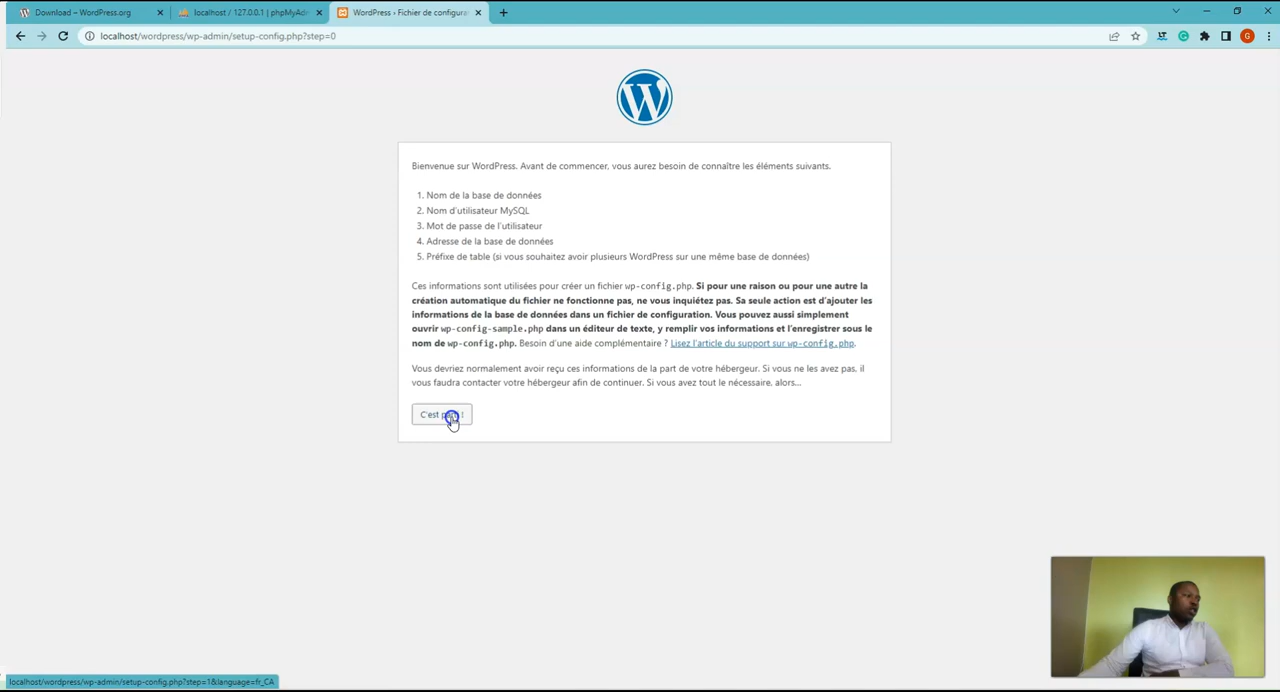 Download – WordPress.org
localhost / 127.0.0.1 | phpMyAd
WordPress › Fichier de configura
localhost/wordpress/wp-admin/setup-config.php?step=0
Bienvenue sur WordPress. Avant de commencer, vous aurez besoin de connaître les éléments suivants.
1. Nom de la base de données
2. Nom d’utilisateur MySQL
3. Mot de passe de l’utilisateur
4. Adresse de la base de données
5. Préfixe de table (si vous souhaitez avoir plusieurs WordPress sur une même base de données)
Ces informations sont utilisées pour créer un fichier wp-config.php. Si pour une raison ou pour une autre la
création automatique du fichier ne fonctionne pas, ne vous inquiétez pas. Sa seule action est d’ajouter les
informations de la base de données dans un fichier de configuration. Vous pouvez aussi simplement
ouvrir wp-config-sample.php dans un éditeur de texte, y remplir vos informations et l’enregistrer sous le
nom de wp-config.php. Besoin d’une aide complémentaire ? Lisez l’article du support sur wp-config.php.
Vous devriez normalement avoir reçu ces informations de la part de votre hébergeur. Si vous ne les avez pas, il
vous faudra contacter votre hébergeur afin de continuer. Si vous avez tout le nécessaire, alors…
C’est
localhost/wordpress/wp-admin/setup-config.php?step=1&language=fr_CA